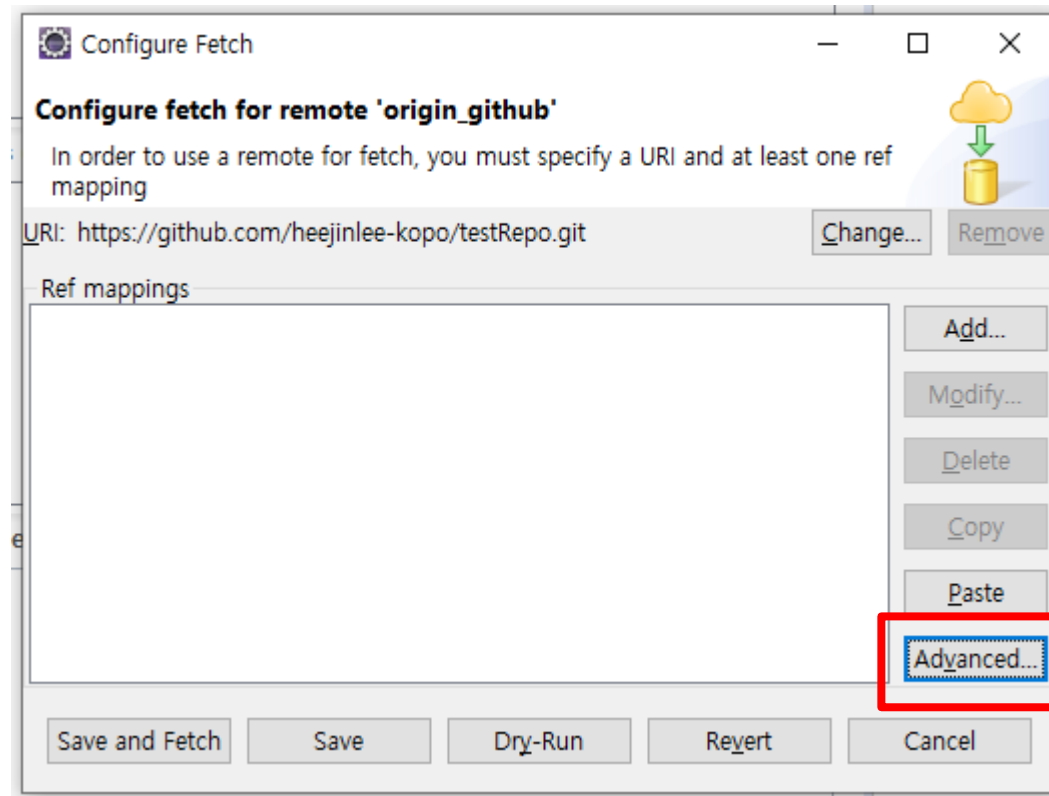 Configure Fetch
Configure fetch for remote 'origin_github'
In order to use a remote for fetch, you must specify a URI and at least one ref
mapping
URI: https://github.com/heejinlee-kopo/testRepo.git Change... Remove
Ref mappings
Add...
Modify...
Delete
Copy
Paste
Advanced...
Save and Fetch Save Dry-Run Revert Cancel